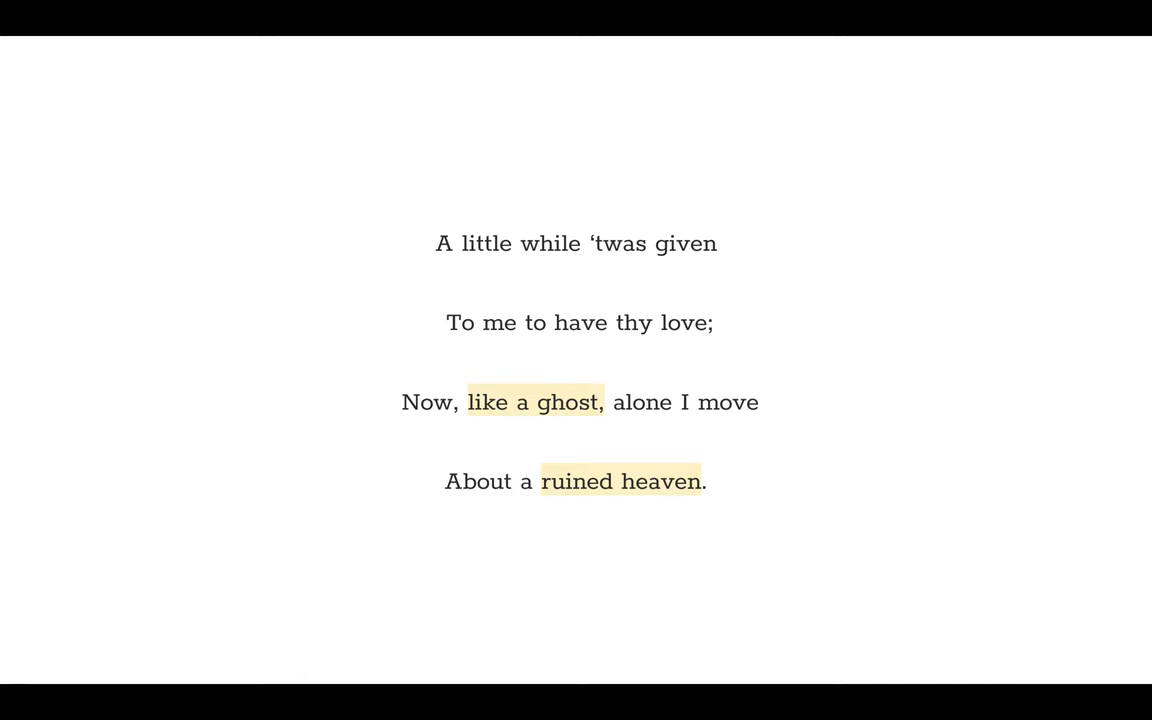 A little while ‘twas given
To me to have thy love;
Now, like a ghost, alone I move
About a ruined heaven.